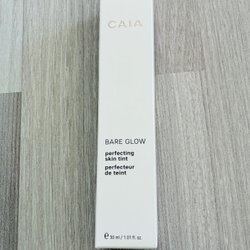 CAIA
BARE GLOW
perfecting
skin tint
perfecteur
de teint
e 30 ml / 1.01 fl. oz.